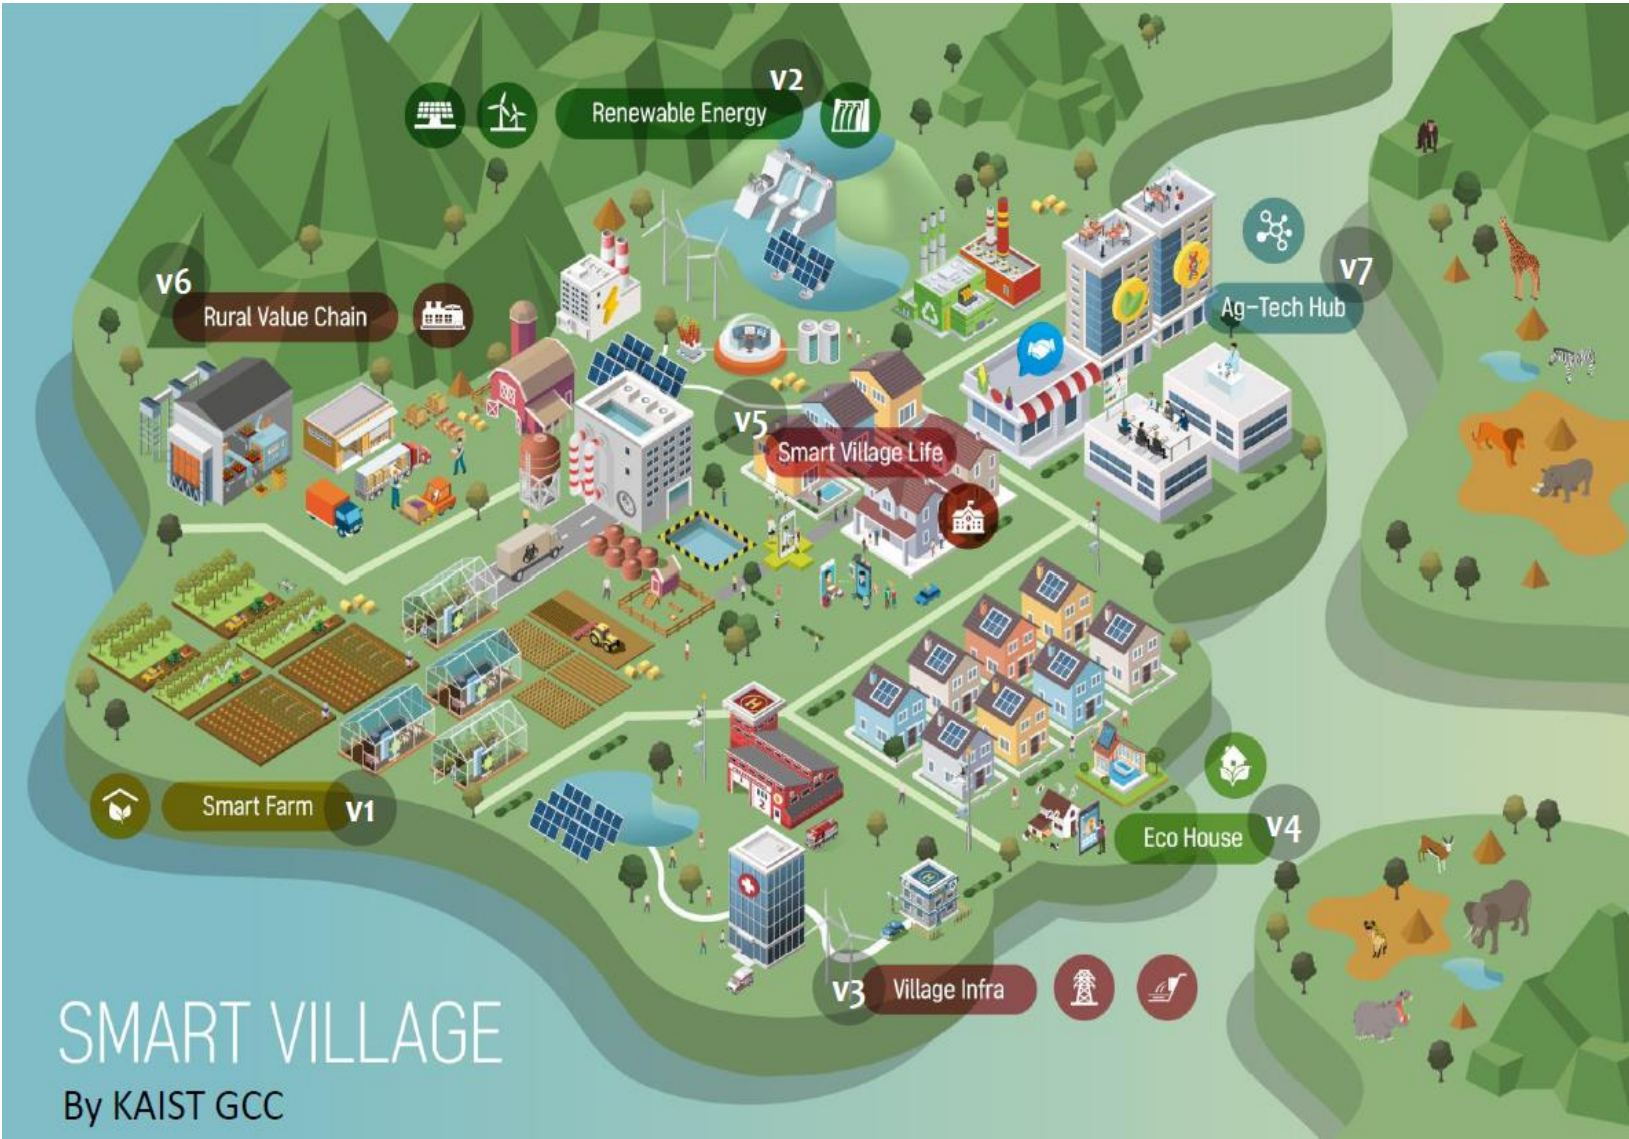 v2
Renewable Energy
v6
Rural Value Chain
v7
Ag-Tech Hub
v5
Smart Village Life
Smart Farm
v1
Eco House
v4
v3
Village Infra
H
H
2
SMART VILLAGE
By KAIST GCC